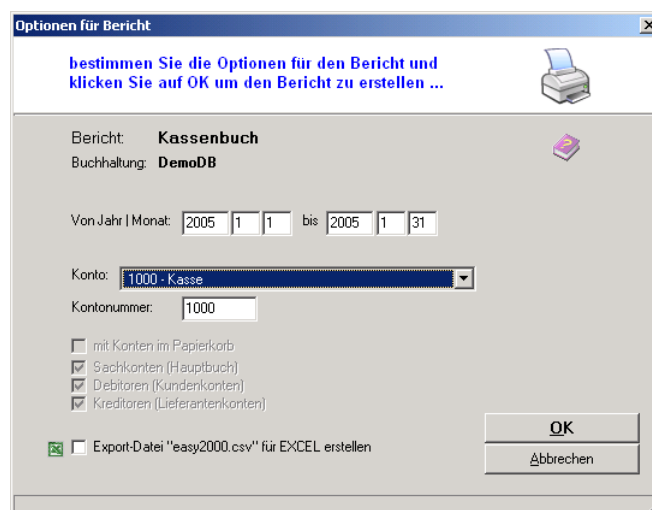 Optionen für Bericht
bestimmen Sie die Optionen für den Bericht und
klicken Sie auf OK um den Bericht zu erstellen ...
Bericht: Kassenbuch
Buchhaltung: DemoDB
Von Jahr | Monat: 2005 1 1 bis 2005 1 31
Konto: 1000 - Kasse
Kontonummer: 1000
mit Konten im Papierkorb
Sachkonten (Hauptbuch)
Debitoren (Kundenkonten)
Kreditoren (Lieferantenkonten)
OK
Export-Datei "easy2000.csv" für EXCEL erstellen
Abbrechen